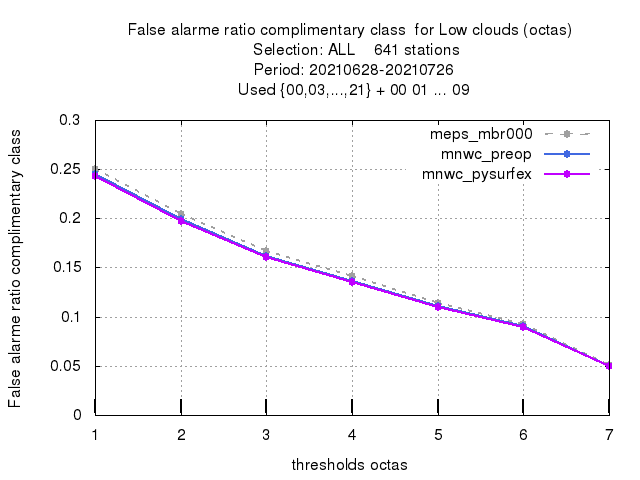 False alarme ratio complimentary class  for Low clouds (octas)
Selection: ALL    641 stations
Period: 20210628-20210726
Used {00,03,...,21} + 00 01 ... 09
False alarme ratio complimentary class
0.3
0.25
0.2
0.15
0.1
0.05
0
meps_mbr000
mnwc_preop
mnwc_pysurfex
1 2 3 4 5 6 7
thresholds octas